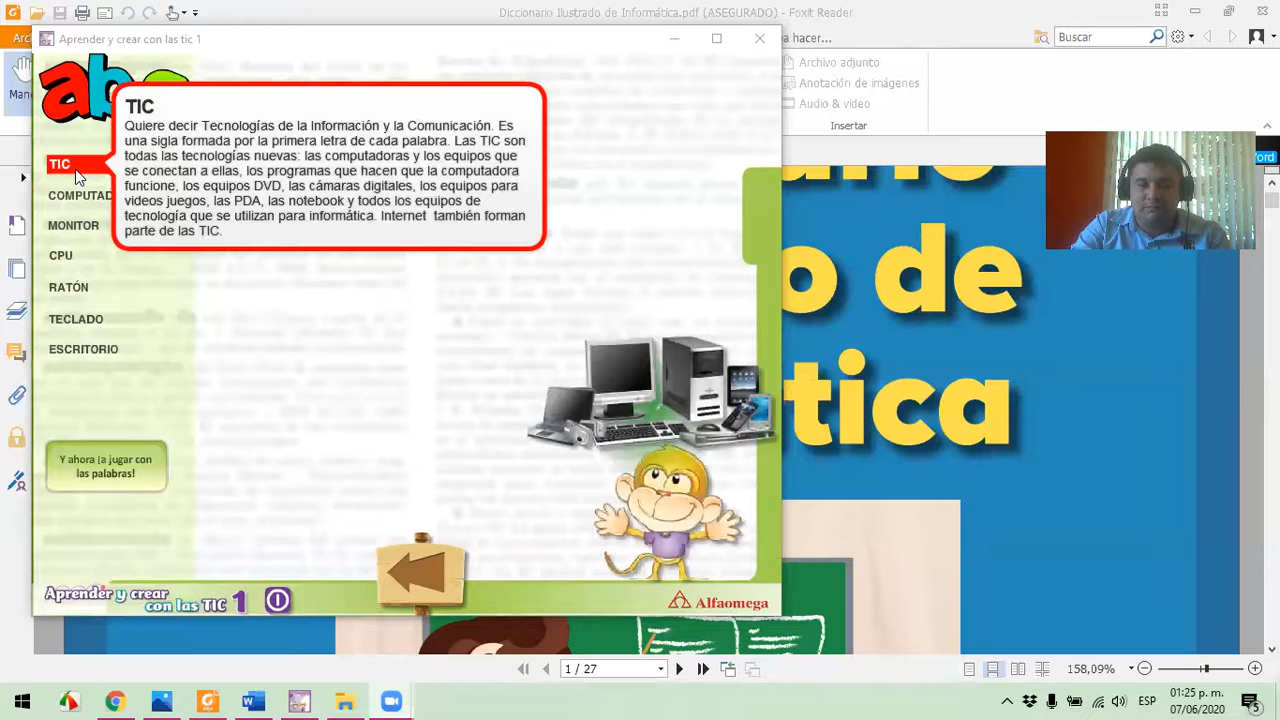 Diccionario Ilustrado de Informática.pdf (ASEGURADO) - Foxit Reader
Aprender y crear con las tic 1
hacer...
Buscar
Archivo adjunto
Anotación de imágenes
Audio & video
Insertar
abc
TIC
Quiere decir Tecnologías de la Información y la Comunicación. Es
una sigla formada por la primera letra de cada palabra. Las TIC son
todas las tecnologías nuevas: las computadoras y los equipos que
se conectan a ellas, los programas que hacen que la computadora
funcione, los equipos DVD, las cámaras digitales, los equipos para
videos juegos, las PDA, las notebook y todos los equipos de
tecnología que se utilizan para informática. Internet también forman
parte de las TIC.
TIC
COMPUTAD
MONITOR
CPU
RATÓN
TECLADO
ESCRITORIO
Y ahora ¡a jugar con
las palabras!
o de
tica
Aprender y crear
con las TIC 1
Alfaomega
1 / 27
158,09%
ESP
01:25 p. m.
07/06/2020
5